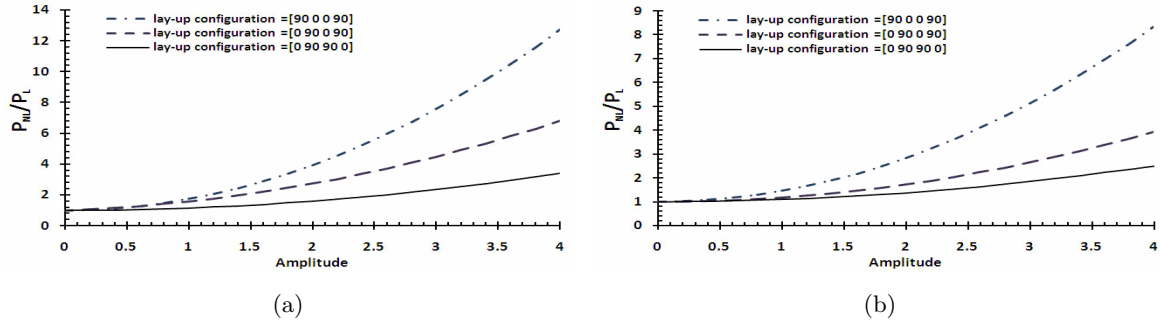 lay-up configuration =[90 0 0 90]
lay-up configuration =[0 90 0 90]
lay-up configuration =[0 90 90 0]
PNL/PL
14
12
10
8
6
4
2
0
0 0.5 1 1.5 2 2.5 3 3.5 4
Amplitude
(a)
lay-up configuration =[90 0 0 90]
lay-up configuration =[0 90 0 90]
lay-up configuration =[0 90 90 0]
PNL/PL
9
8
7
6
5
4
3
2
1
0
0 0.5 1 1.5 2 2.5 3 3.5 4
Amplitude
(b)